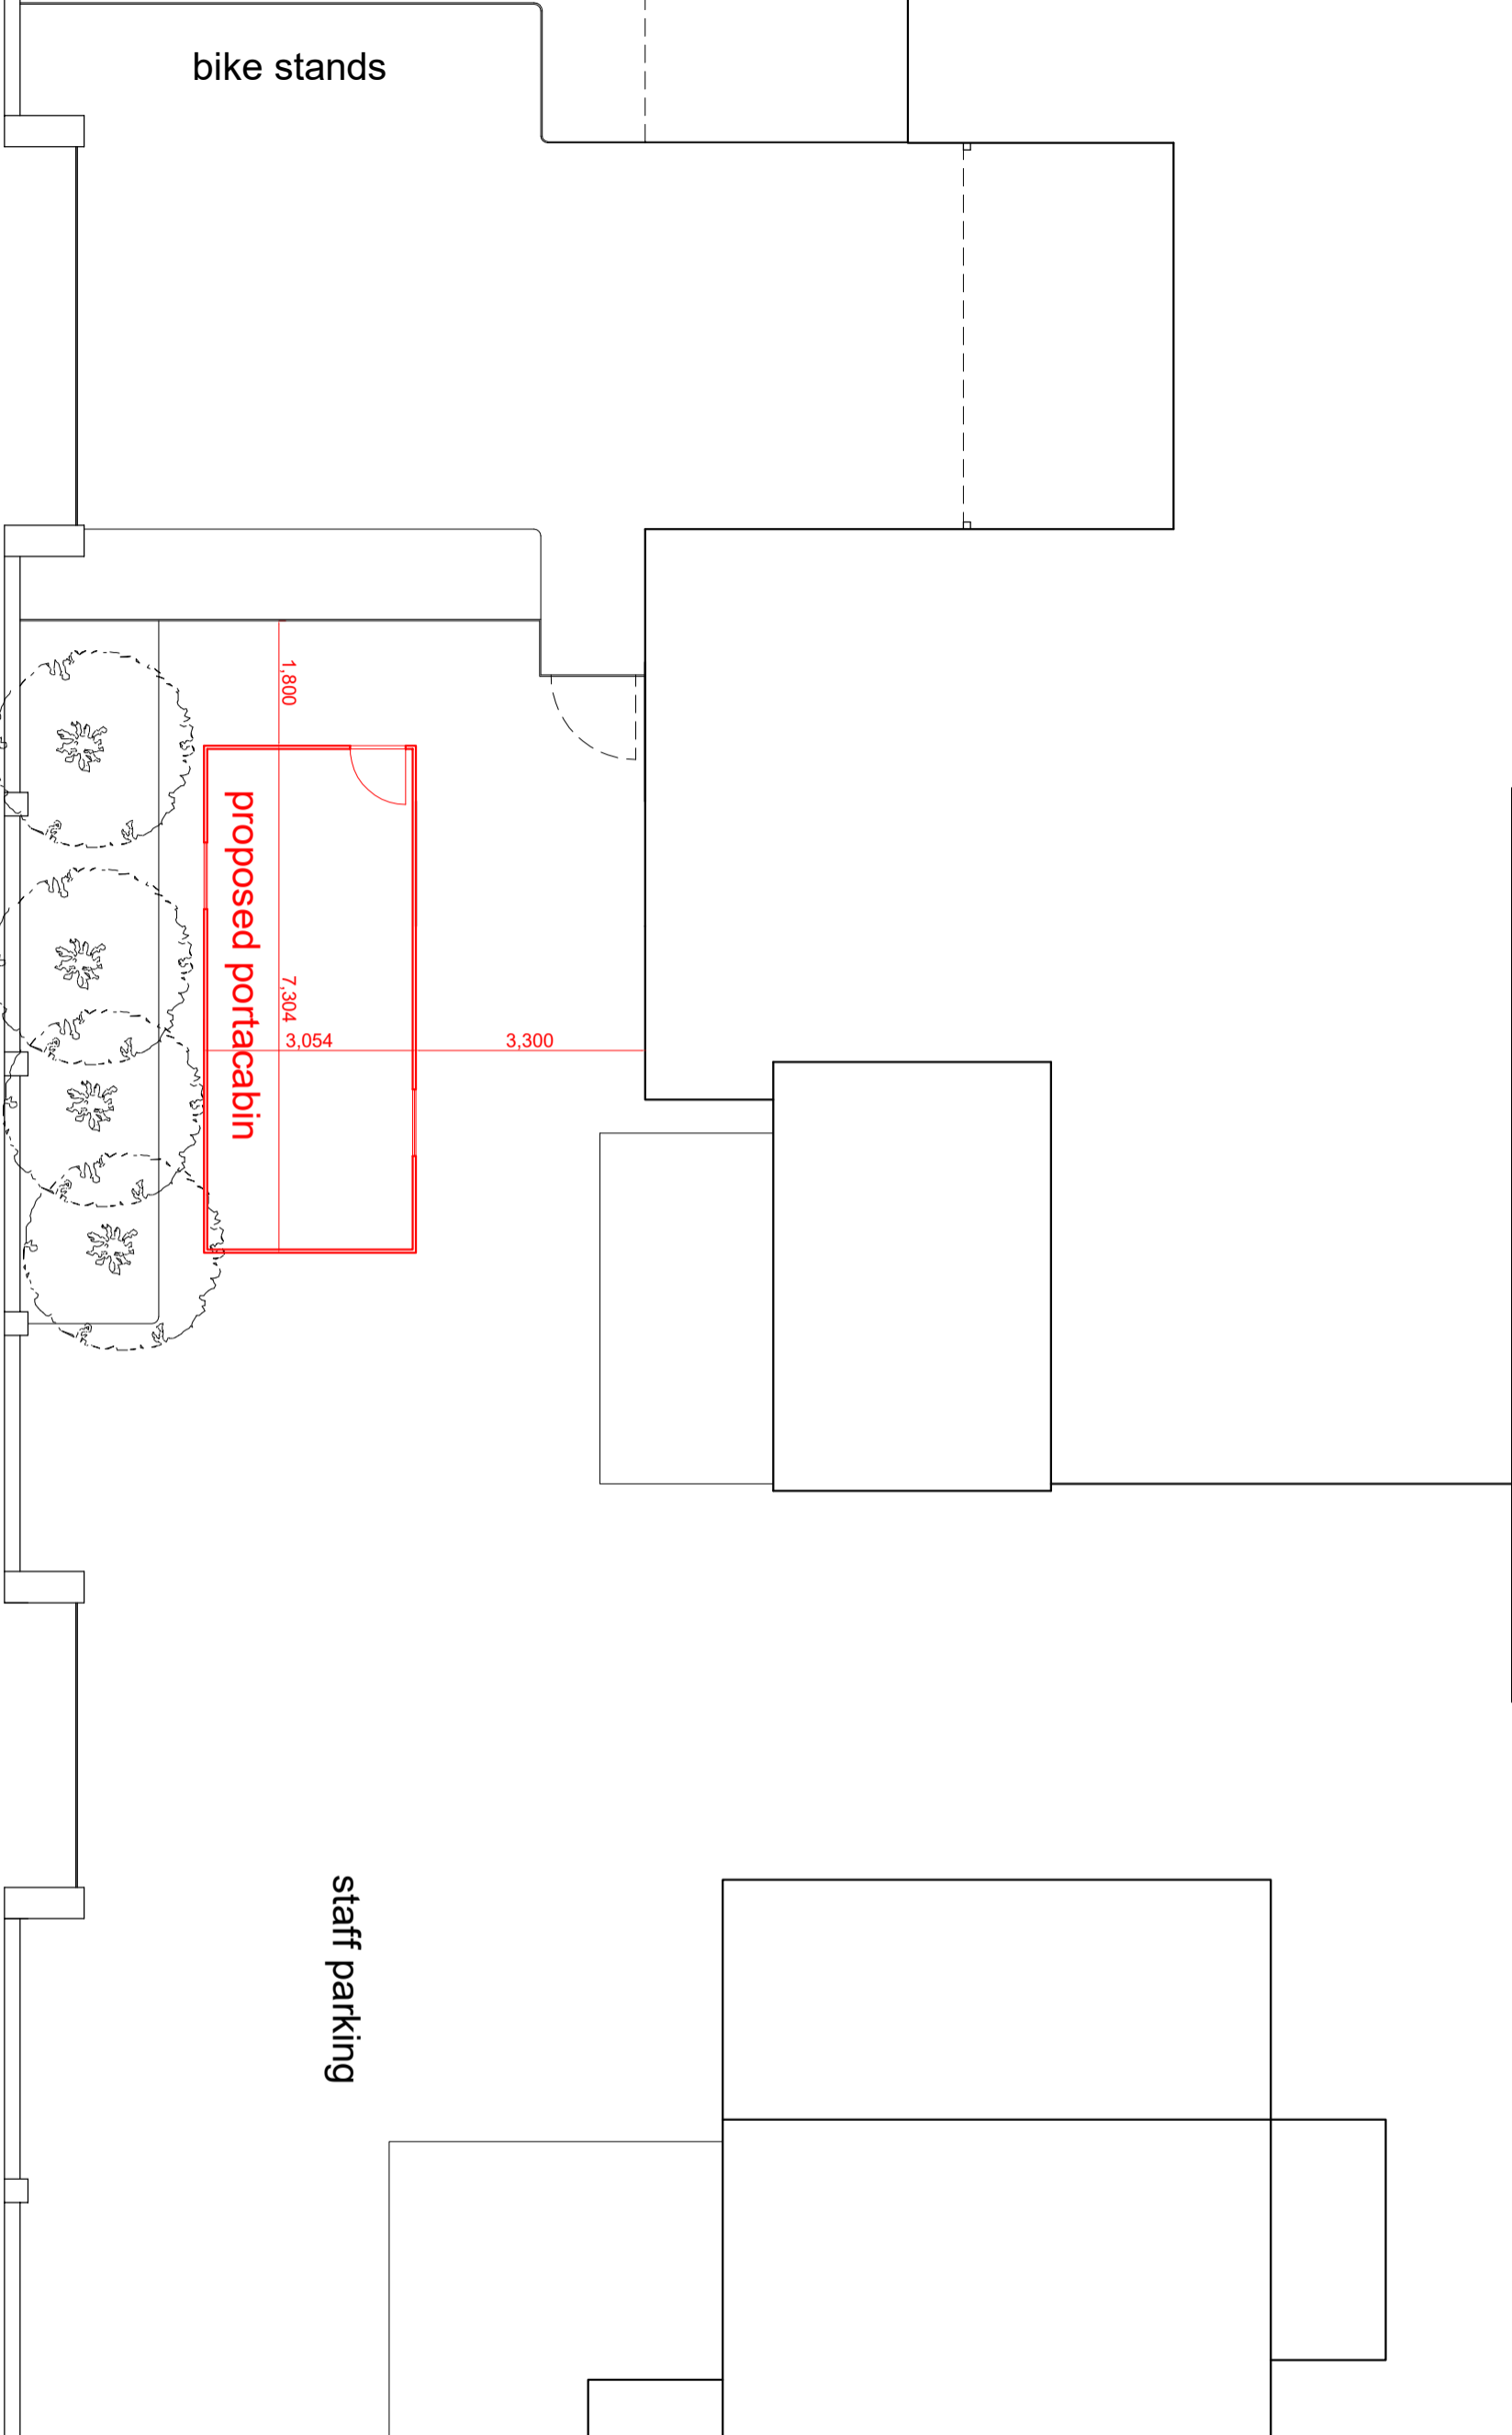 bike stands
1,800
proposed portacabin
7,304
3,054
3,300
staff parking